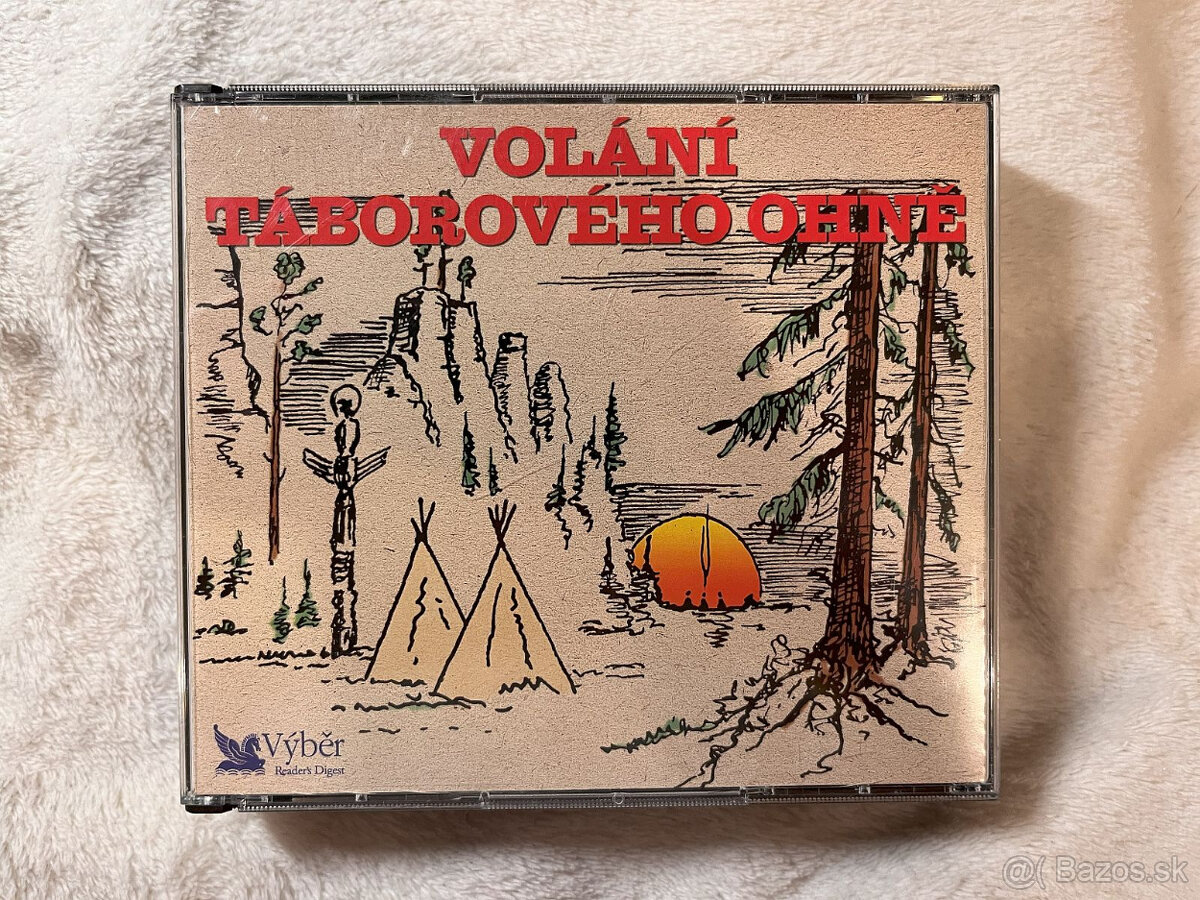 VOLÁNÍ
TÁBOROVÉHO OHNĚ
Výběr
Reader's Digest
@( Bazos.sk